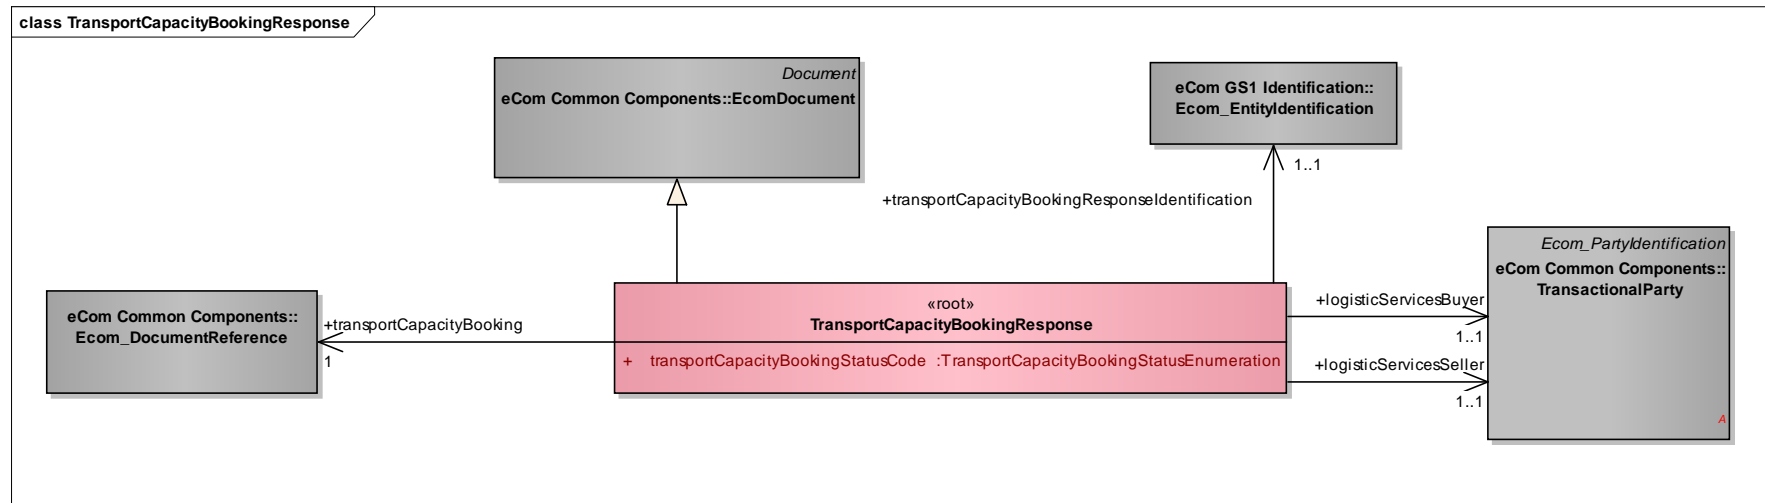 class TransportCapacityBookingResponse
Document
eCom Common Components::EcomDocument
eCom GS1 Identification::
Ecom_EntityIdentification
1..1
+transportCapacityBookingResponseIdentification
Ecom_PartyIdentification
eCom Common Components::
TransactionalParty
A
eCom Common Components::
Ecom_DocumentReference
+transportCapacityBooking
1
«root»
TransportCapacityBookingResponse
+ transportCapacityBookingStatusCode :TransportCapacityBookingStatusEnumeration
+logisticServicesBuyer
1..1
+logisticServicesSeller
1..1